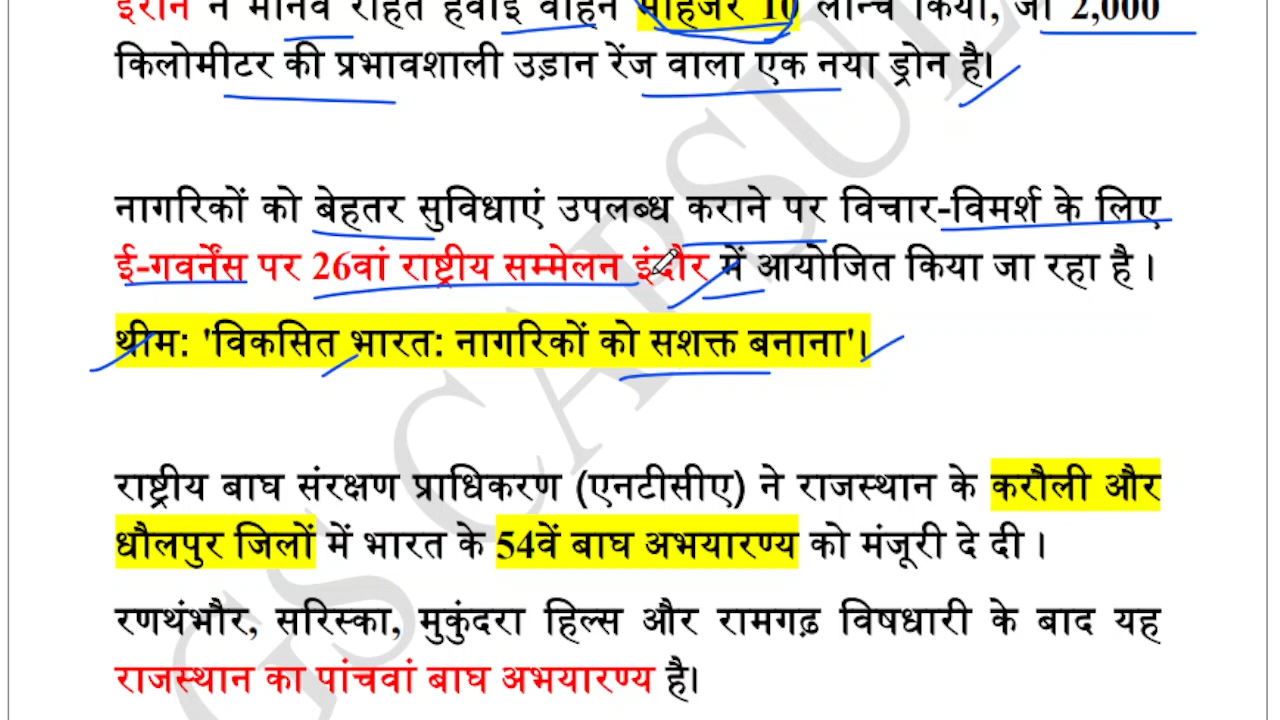 ईरान ने मानव रहित हवाई वाहन मोहजर 10 लॉन्च किया, जो 2,000
किलोमीटर की प्रभावशाली उड़ान रेंज वाला एक नया ड्रोन है।
नागरिकों को बेहतर सुविधाएं उपलब्ध कराने पर विचार-विमर्श के लिए
ई-गवर्नेंस पर 26वां राष्ट्रीय सम्मेलन इंदौर में आयोजित किया जा रहा है ।
थीम: 'विकसित भारत: नागरिकों को सशक्त बनाना'।
राष्ट्रीय बाघ संरक्षण प्राधिकरण (एनटीसीए) ने राजस्थान के करौली और
धौलपुर जिलों में भारत के 54वें बाघ अभयारण्य को मंजूरी दे दी ।
रणथंभौर, सरिस्का, मुकुंदरा हिल्स और रामगढ़ विषधारी के बाद यह
राजस्थान का पांचवां बाघ अभयारण्य है।
GS CAPSUL